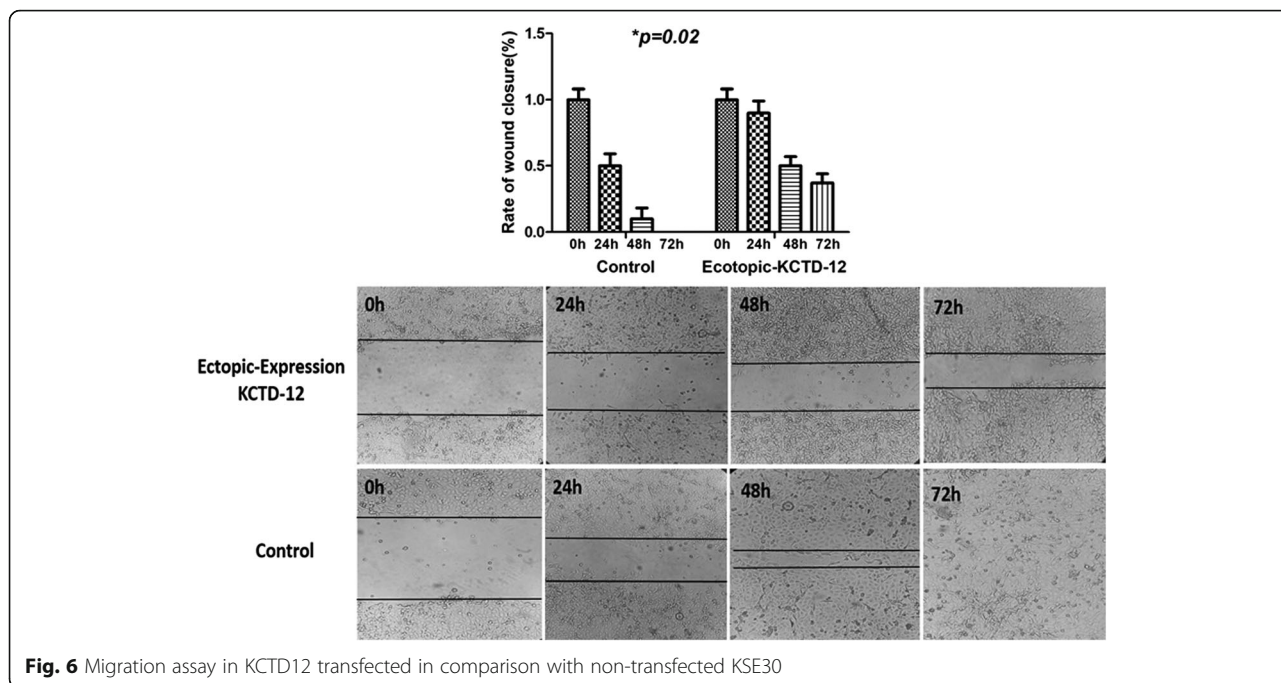 1.5
*p=0.02
1.0
0.5
0.0
Rate of wound closure(%)
0h 24h 48h 72h 0h 24h 48h 72h
Control Ecotopic-KCTD-12
0h 24h 48h 72h
Ectopic-Expression
KCTD-12
0h 24h 48h 72h
Control
Fig. 6 Migration assay in KCTD12 transfected in comparison with non-transfected KSE30